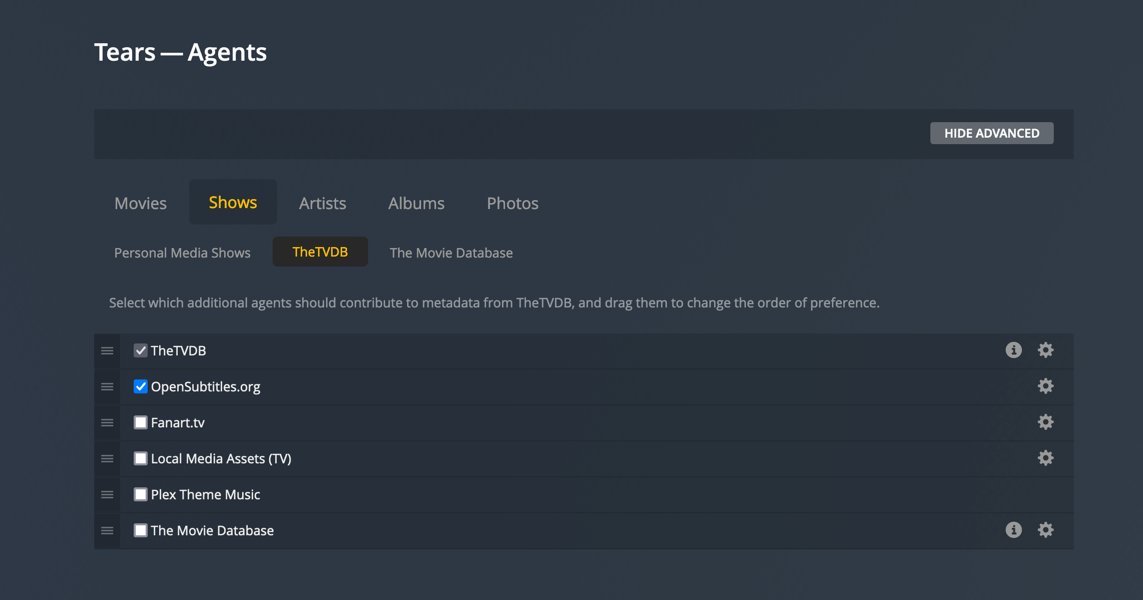 Tears — Agents
HIDE ADVANCED
Movies Shows Artists Albums Photos
Personal Media Shows TheTVDB The Movie Database
Select which additional agents should contribute to metadata from TheTVDB, and drag them to change the order of preference.
TheTVDB
OpenSubtitles.org
Fanart.tv
Local Media Assets (TV)
Plex Theme Music
The Movie Database